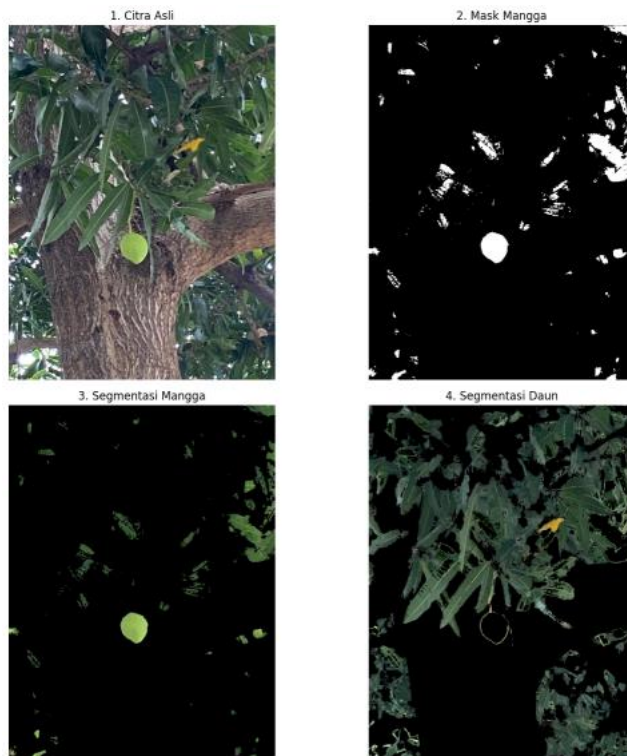 1. Citra Asli
2. Mask Mangga
3. Segmentasi Mangga
4. Segmentasi Daun